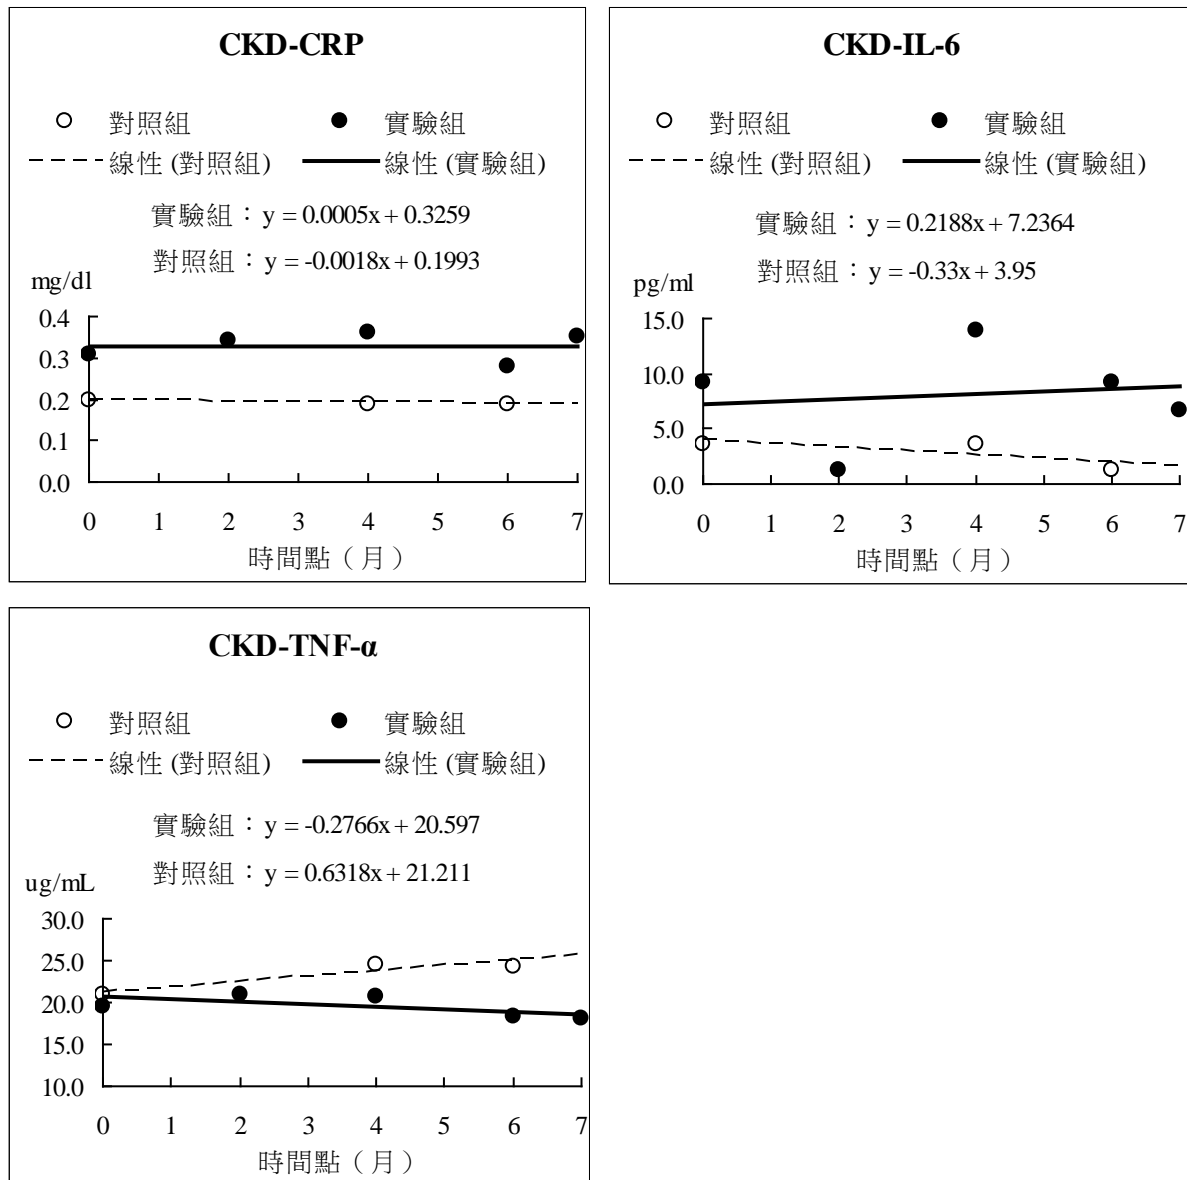 CKD-CRP
對照組 實驗組
線性 (對照組) 線性 (實驗組)
實驗組：y = 0.0005x + 0.3259
對照組：y = -0.0018x + 0.1993
mg/dl
0.4
0.3
0.2
0.1
0.0
0 1 2 3 4 5 6 7
時間點（月）
CKD-IL-6
對照組 實驗組
線性 (對照組) 線性 (實驗組)
實驗組：y = 0.2188x + 7.2364
對照組：y = -0.33x + 3.95
pg/ml
15.0
10.0
5.0
0.0
0 1 2 3 4 5 6 7
時間點（月）
CKD-TNF-α
對照組 實驗組
線性 (對照組) 線性 (實驗組)
實驗組：y = -0.2766x + 20.597
對照組：y = 0.6318x + 21.211
ug/mL
30.0
25.0
20.0
15.0
10.0
0 1 2 3 4 5 6 7
時間點（月）